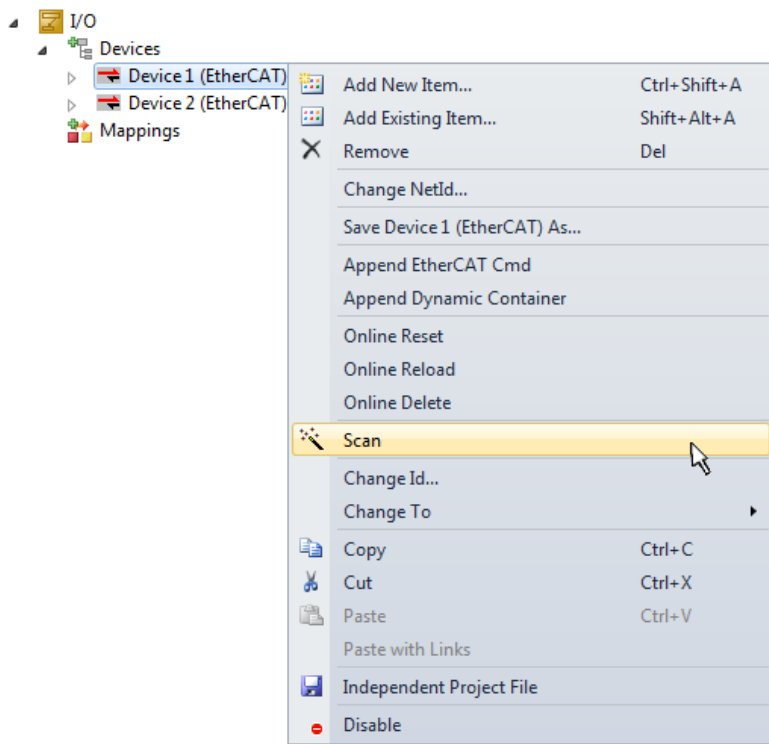 I/O
Devices
Device 1 (EtherCAT)
Device 2 (EtherCAT)
Mappings
Add New Item... Ctrl+Shift+A
Add Existing Item... Shift+Alt+A
Remove Del
Change NetId...
Save Device 1 (EtherCAT) As...
Append EtherCAT Cmd
Append Dynamic Container
Online Reset
Online Reload
Online Delete
Scan
Change Id...
Change To
Copy Ctrl+C
Cut Ctrl+X
Paste Ctrl+V
Paste with Links
Independent Project File
Disable